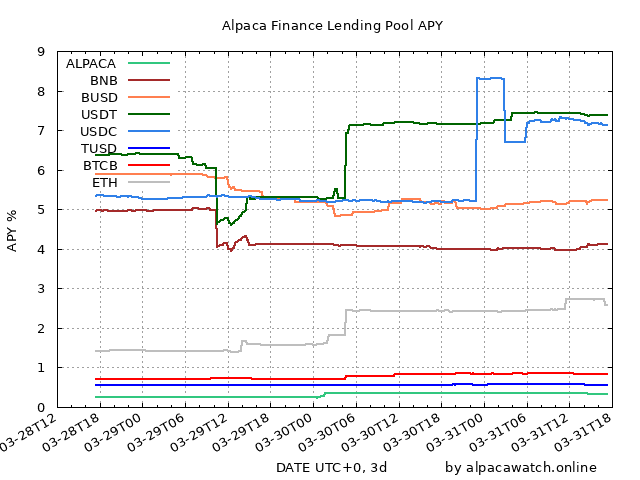 Alpaca Finance Lending Pool APY
9
8
7
6
5
4
3
2
1
0
APY %
ALPACA
BNB
BUSD
USDT
USDC
TUSD
BTCB
ETH
03-28T12
03-28T18
03-29T00
03-29T06
03-29T12
03-29T18
03-30T00
03-30T06
03-30T12
03-30T18
03-31T00
03-31T06
03-31T12
03-31T18
DATE UTC+0, 3d
by alpacawatch.online